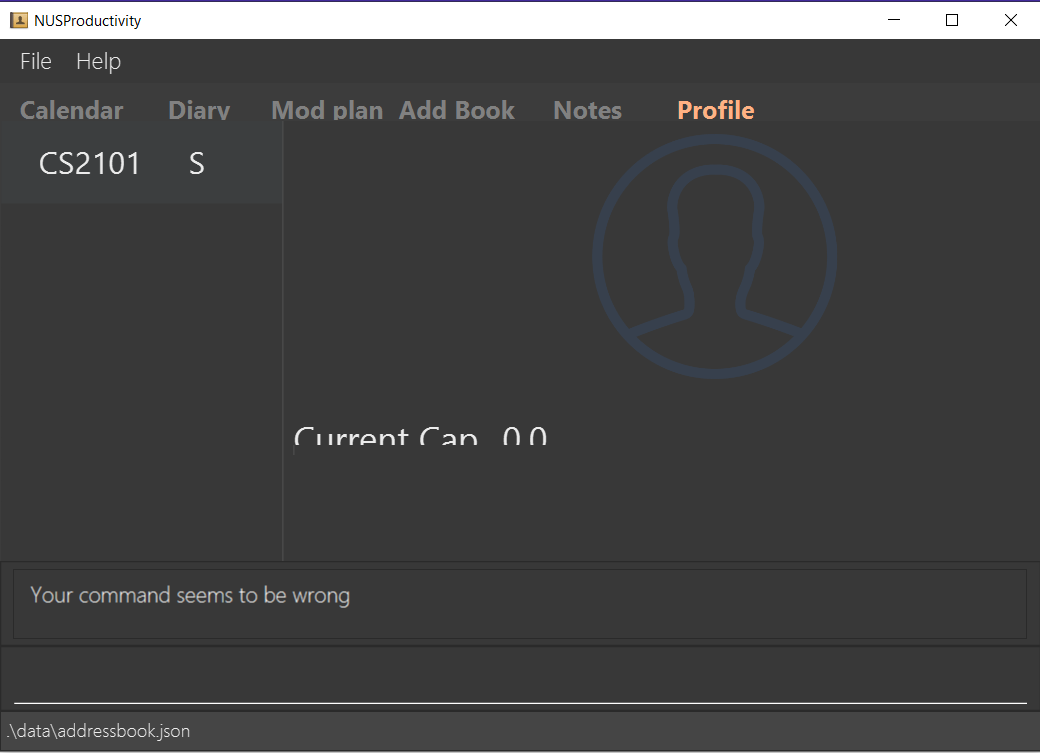 NUSProductivity
File Help
Calendar Diary Mod plan Add Book Notes Profile
CS2101 S
Current Cap 0.0
Your command seems to be wrong
.\data\addressbook.json